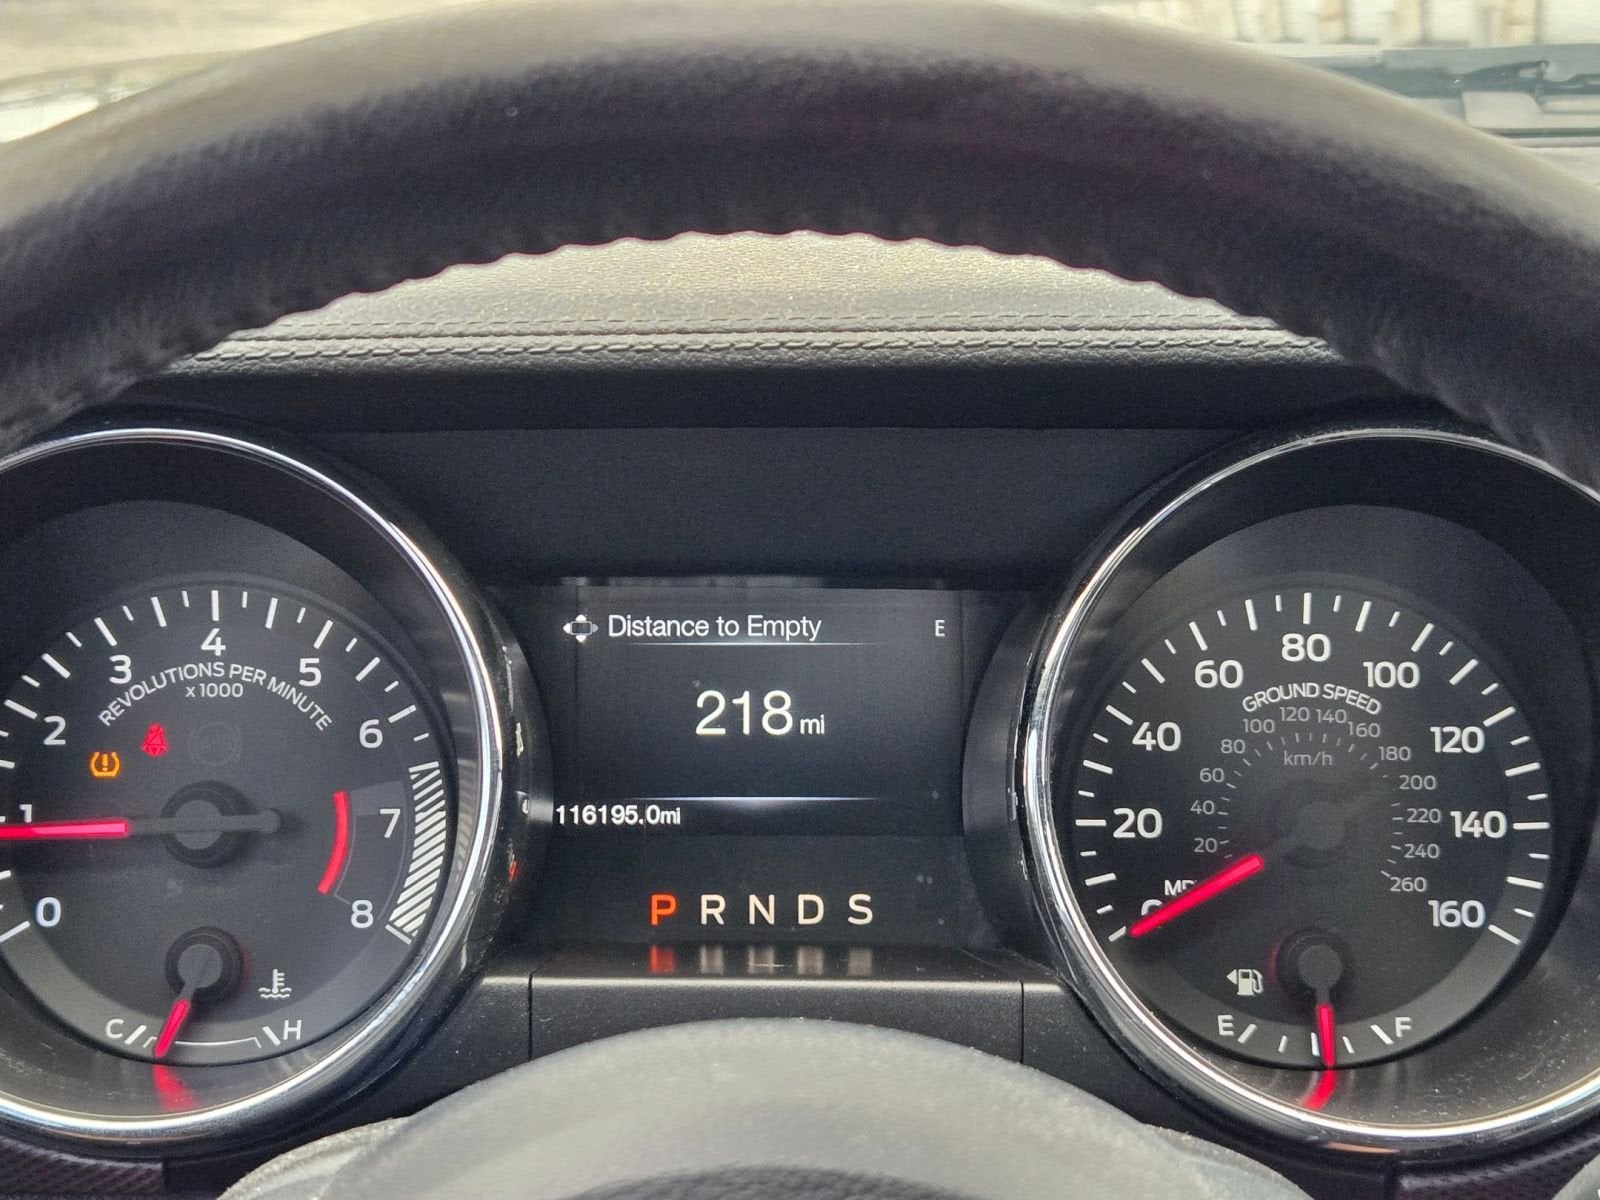 Distance to Empty E
218 mi
116195.0mi
P R N D S
0 1 2 3 4 5 6 7 8
REVOLUTIONS PER MINUTE
x 1000
C H
20 40 60 80 100 120 140 160
GROUND SPEED
20 40 60 80 100 120 140 160 180 200 220 240 260
km/h
E F